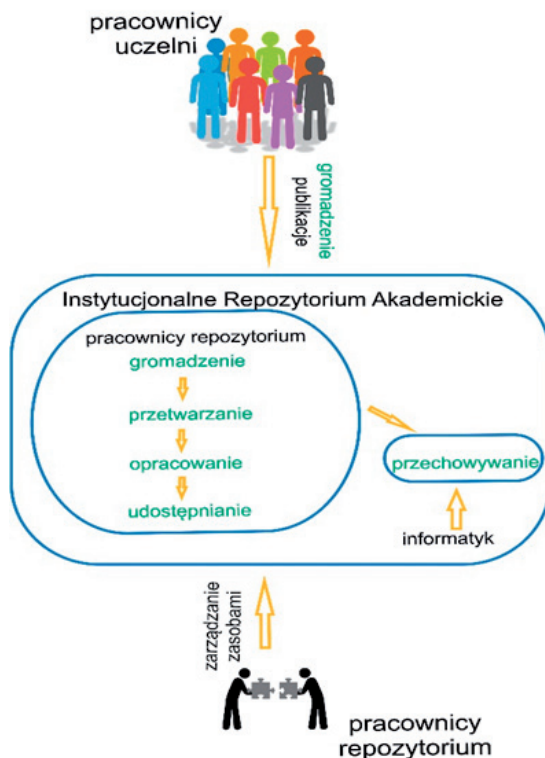 pracownicy
uczelni
gromadzenie
publikacje
Instytucjonalne Repozytorium Akademickie
pracownicy repozytorium
gromadzenie
przetwarzanie
opracowanie
udostępnianie
przechowywanie
informatyk
zarządzanie
zasobami
pracownicy
repozytorium